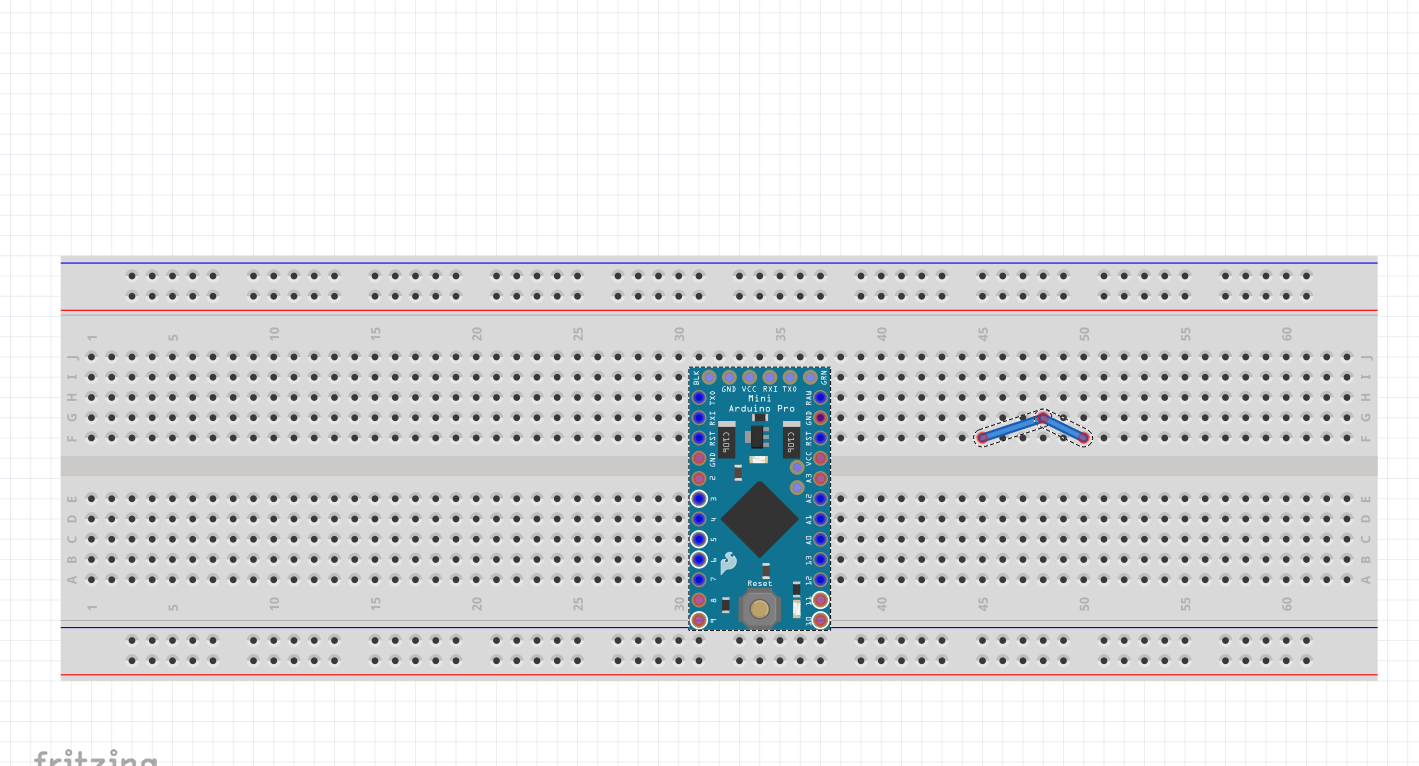 1 5 10 15 20 25 30 35 40 45 50 55 60
J J
I I
H H
G G
F F
BLK GND VCC RXI TXO GRN
Mini
Arduino Pro
TXO RAW
RXI GND
RST RST
GND VCC
2 A3
C106 C106
E 3 A2 E
D 4 A1 D
C 5 A0 C
B 6 13 B
A 7 12 A
Reset
8 11
9 10
1 5 10 15 20 25 30 40 45 50 55 60
fritzing